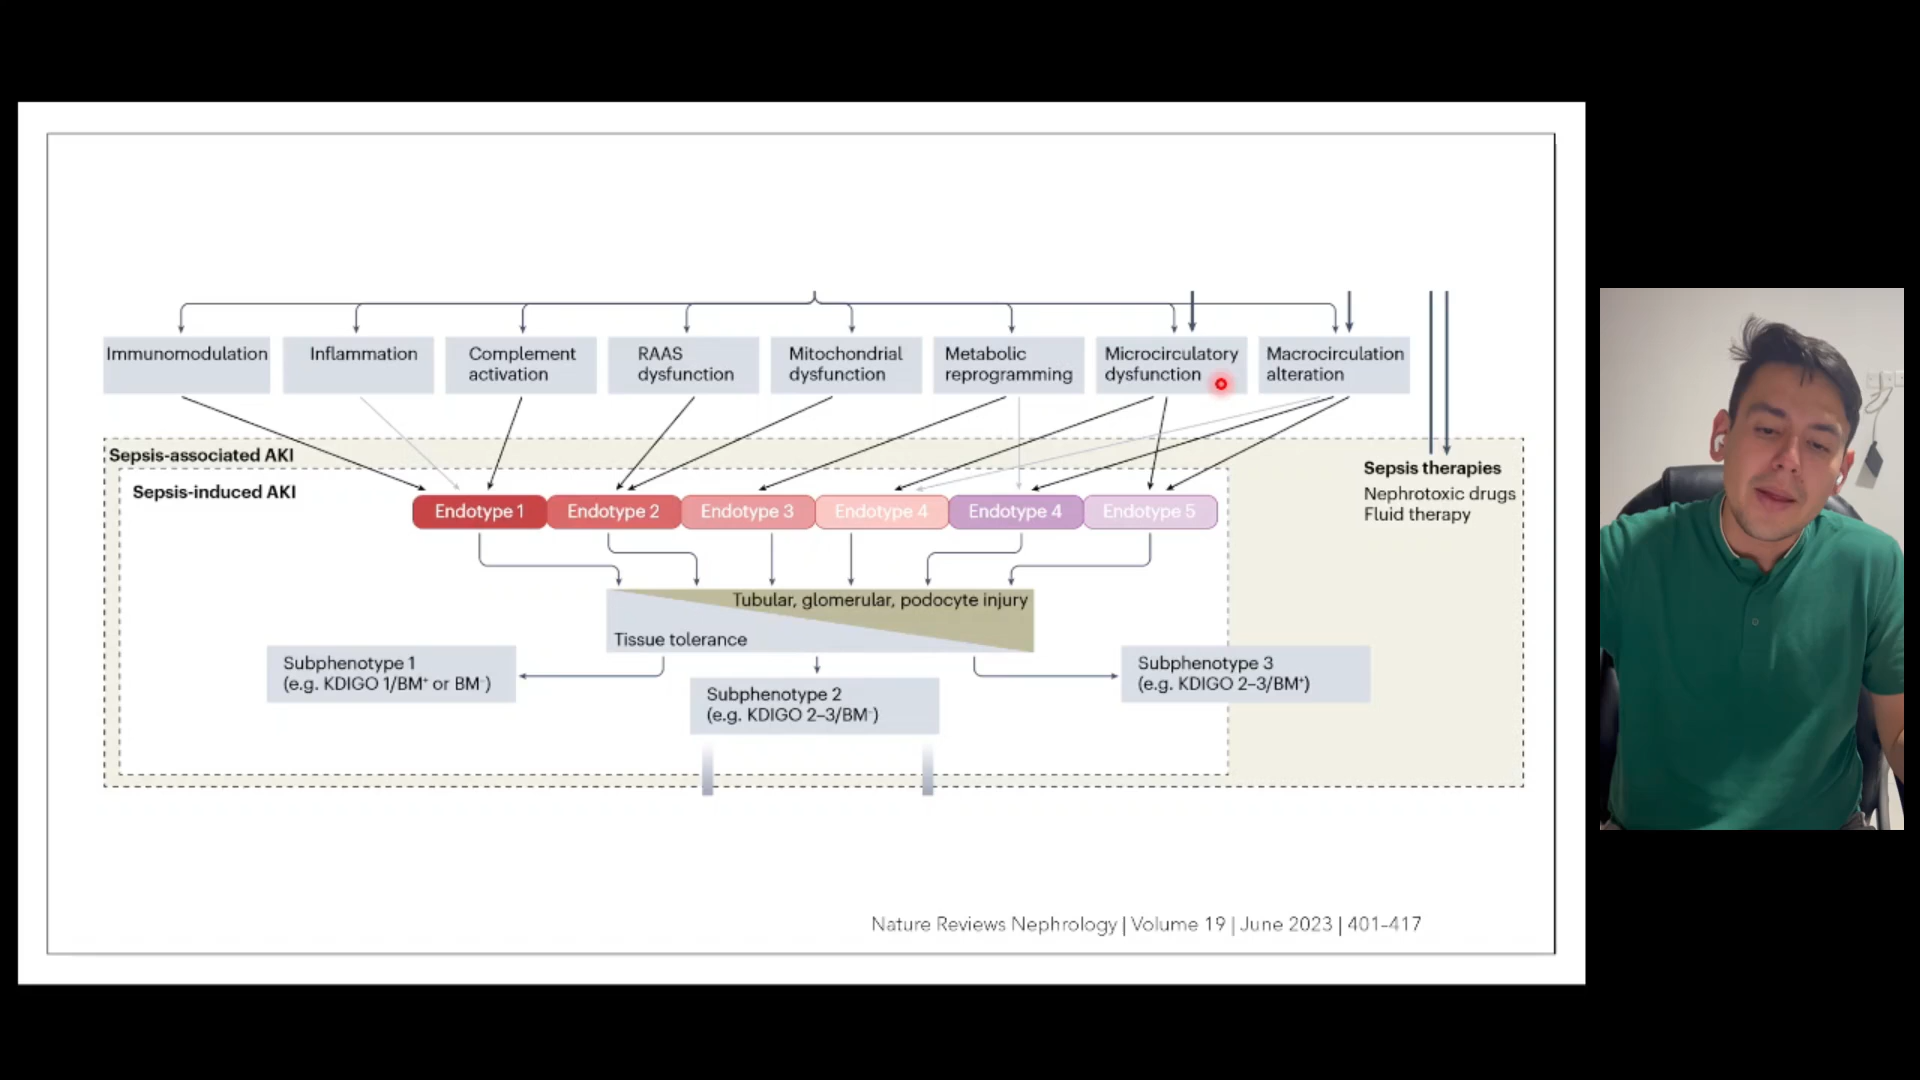 Immunomodulation
Inflammation
Complement
activation
RAAS
dysfunction
Mitochondrial
dysfunction
Metabolic
reprogramming
Microcirculatory
dysfunction
Macrocirculation
alteration
Sepsis-associated AKI
Sepsis-induced AKI
Sepsis therapies
Nephrotoxic drugs
Fluid therapy
Endotype 1
Endotype 2
Endotype 3
Endotype 4
Endotype 4
Endotype 5
Tubular, glomerular, podocyte injury
Tissue tolerance
Subphenotype 1
(e.g. KDIGO 1/BM⁺ or BM⁻)
Subphenotype 2
(e.g. KDIGO 2–3/BM⁻)
Subphenotype 3
(e.g. KDIGO 2–3/BM⁺)
Nature Reviews Nephrology | Volume 19 | June 2023 | 401–417